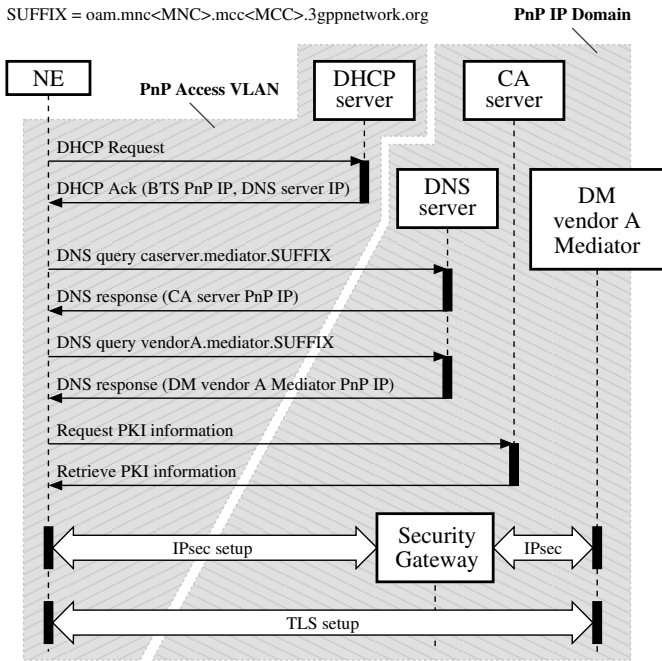 SUFFIX = oam.mnc<MNC>.mcc<MCC>.3gppnetwork.org
PnP IP Domain
NE
PnP Access VLAN
DHCP
server
CA
server
DHCP Request
DHCP Ack (BTS PnP IP, DNS server IP)
DNS
server
DM
vendor A
Mediator
DNS query caserver.mediator.SUFFIX
DNS response (CA server PnP IP)
DNS query vendorA.mediator.SUFFIX
DNS response (DM vendor A Mediator PnP IP)
Request PKI information
Retrieve PKI information
IPsec setup
Security
Gateway
IPsec
TLS setup